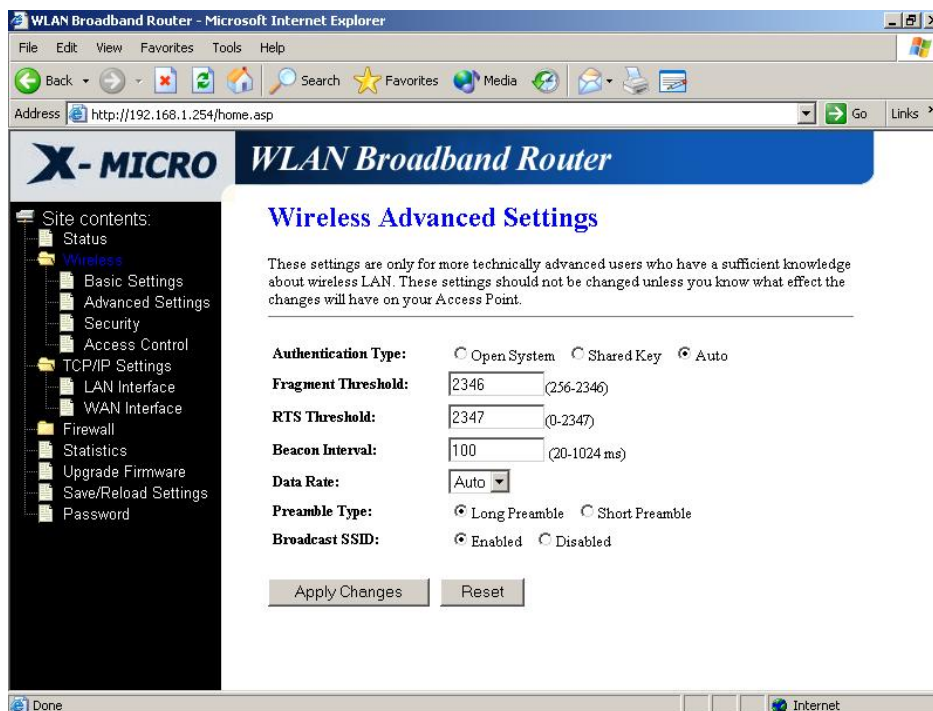 WLAN Broadband Router - Microsoft Internet Explorer
File Edit View Favorites Tools Help
Back Search Favorites Media
Address http://192.168.1.254/home.asp Go Links
X-MICRO WLAN Broadband Router
Site contents:
Status
Wireless
Basic Settings
Advanced Settings
Security
Access Control
TCP/IP Settings
LAN Interface
WAN Interface
Firewall
Statistics
Upgrade Firmware
Save/Reload Settings
Password
Wireless Advanced Settings
These settings are only for more technically advanced users who have a sufficient knowledge
about wireless LAN. These settings should not be changed unless you know what effect the
changes will have on your Access Point.
Authentication Type: Open System Shared Key Auto
Fragment Threshold: 2346 (256-2346)
RTS Threshold: 2347 (0-2347)
Beacon Interval: 100 (20-1024 ms)
Data Rate: Auto
Preamble Type: Long Preamble Short Preamble
Broadcast SSID: Enabled Disabled
Apply Changes Reset
Done Internet